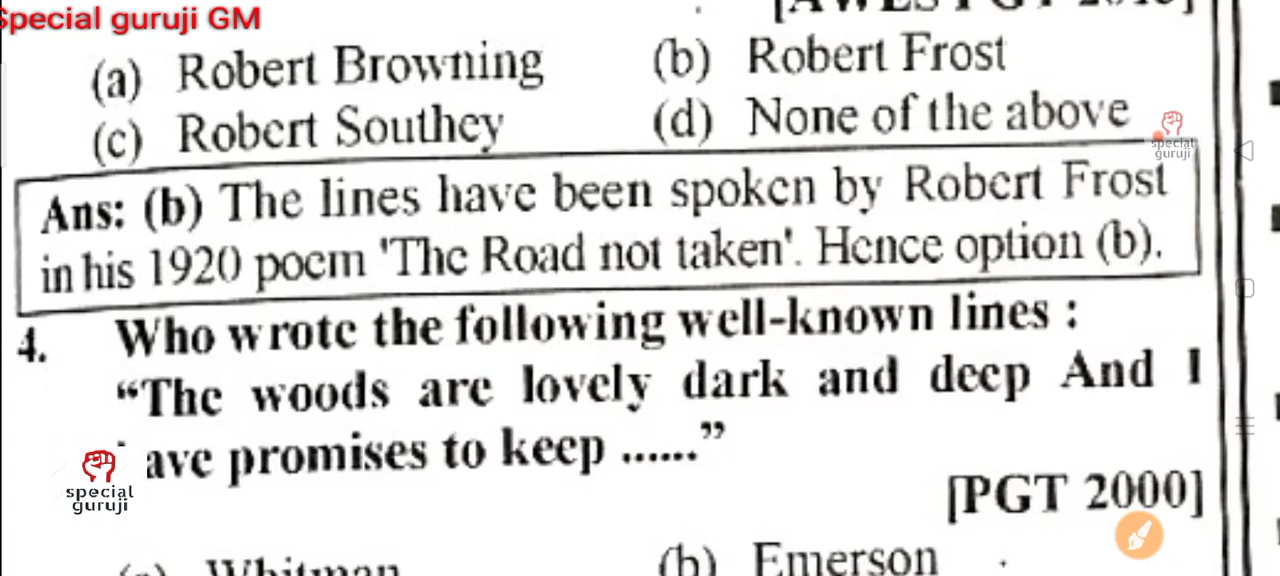 Special guruji GM
(a) Robert Browning (b) Robert Frost
(c) Robert Southey (d) None of the above
special
guruji
Ans: (b) The lines have been spoken by Robert Frost
in his 1920 poem 'The Road not taken'. Hence option (b).
4. Who wrote the following well-known lines :
“The woods are lovely dark and deep And I
ave promises to keep ......”
special
guruji
[PGT 2000]
Whitman (b) Emerson